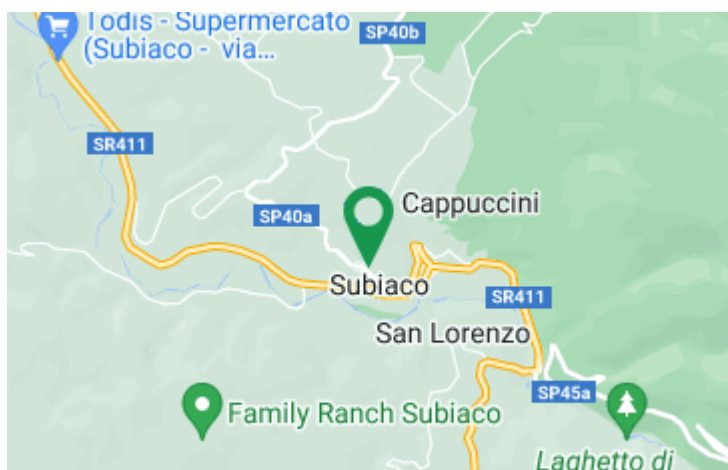 Todis - Supermercato
(Subiaco - via...
SP40b
SR411
SP40a
Cappuccini
Subiaco
SR411
San Lorenzo
SP45a
Family Ranch Subiaco
Laghetto di